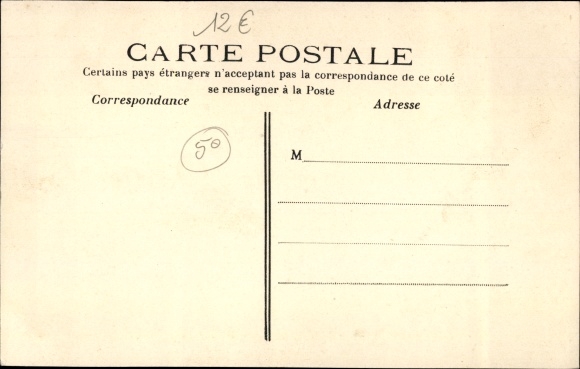 12€
CARTE POSTALE
Certains pays étrangers n'acceptant pas la correspondance de ce coté
se renseigner à la Poste
Correspondance
Adresse
50
M